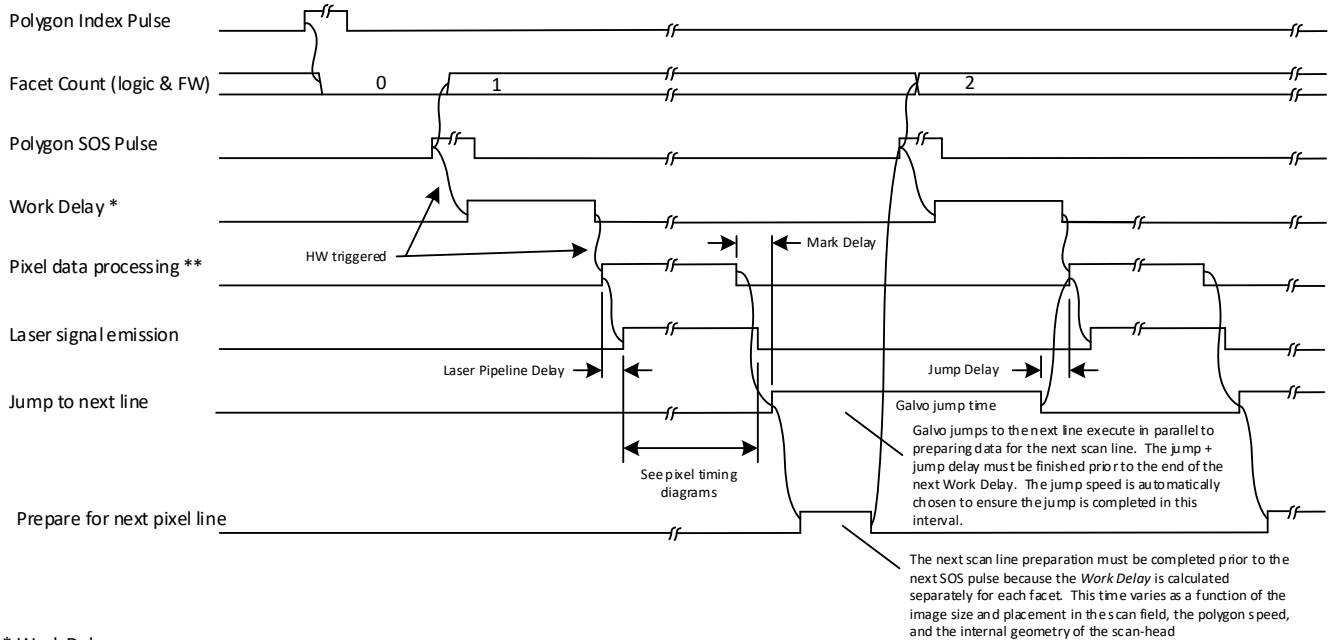 Polygon Index Pulse
Facet Count (logic & FW)
0
1
2
Polygon SOS Pulse
Work Delay *
HW triggered
Mark Delay
Pixel data processing **
Laser signal emission
Laser Pipeline Delay
Jump Delay
Jump to next line
Galvo jump time
Galvo jumps to the next line execute in parallel to
preparing data for the next scan line. The jump +
jump delay must be finished prior to the end of the
next Work Delay. The jump speed is automatically
chosen to ensure the jump is completed in this
interval.
See pixel timing
diagrams
Prepare for next pixel line
The next scan line preparation must be completed prior to the
next SOS pulse because the Work Delay is calculated
separately for each facet. This time varies as a function of the
image size and placement in the scan field, the polygon speed,
and the internal geometry of the scan-head